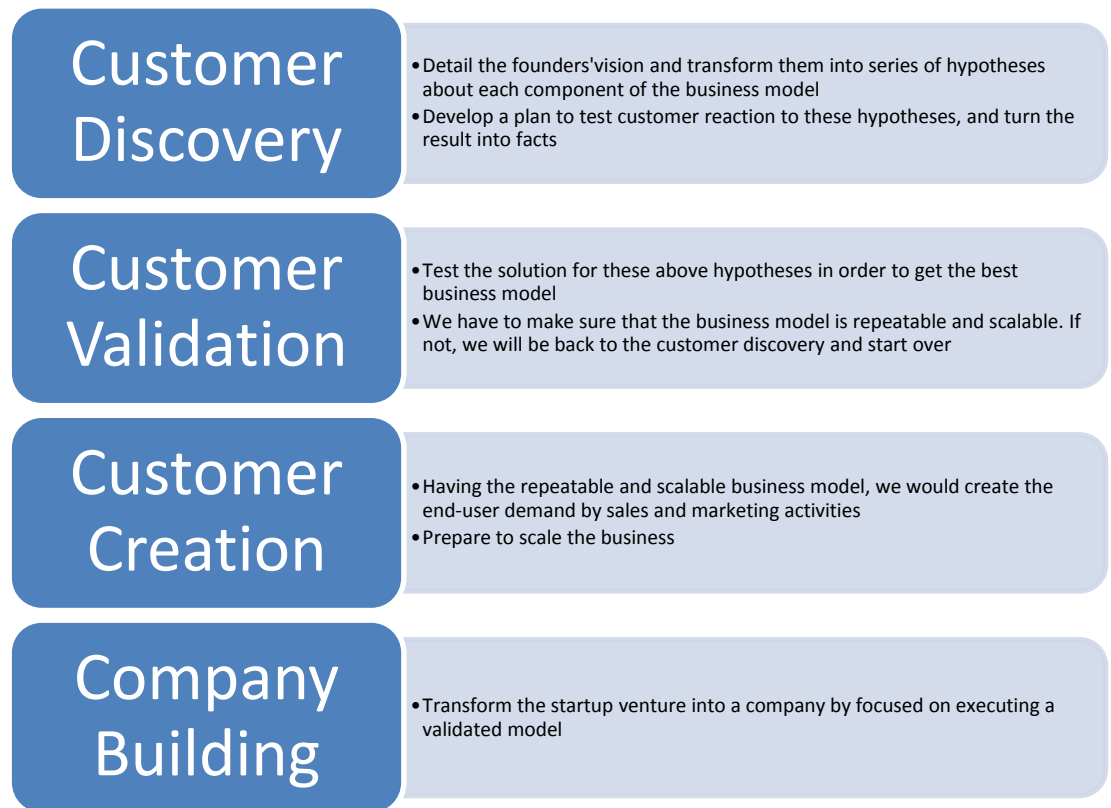 Customer
Discovery
•Detail the founders'vision and transform them into series of hypotheses
about each component of the business model
•Develop a plan to test customer reaction to these hypotheses, and turn the
result into facts
Customer
Validation
•Test the solution for these above hypotheses in order to get the best
business model
•We have to make sure that the business model is repeatable and scalable. If
not, we will be back to the customer discovery and start over
Customer
Creation
•Having the repeatable and scalable business model, we would create the
end-user demand by sales and marketing activities
•Prepare to scale the business
Company
Building
•Transform the startup venture into a company by focused on executing a
validated model